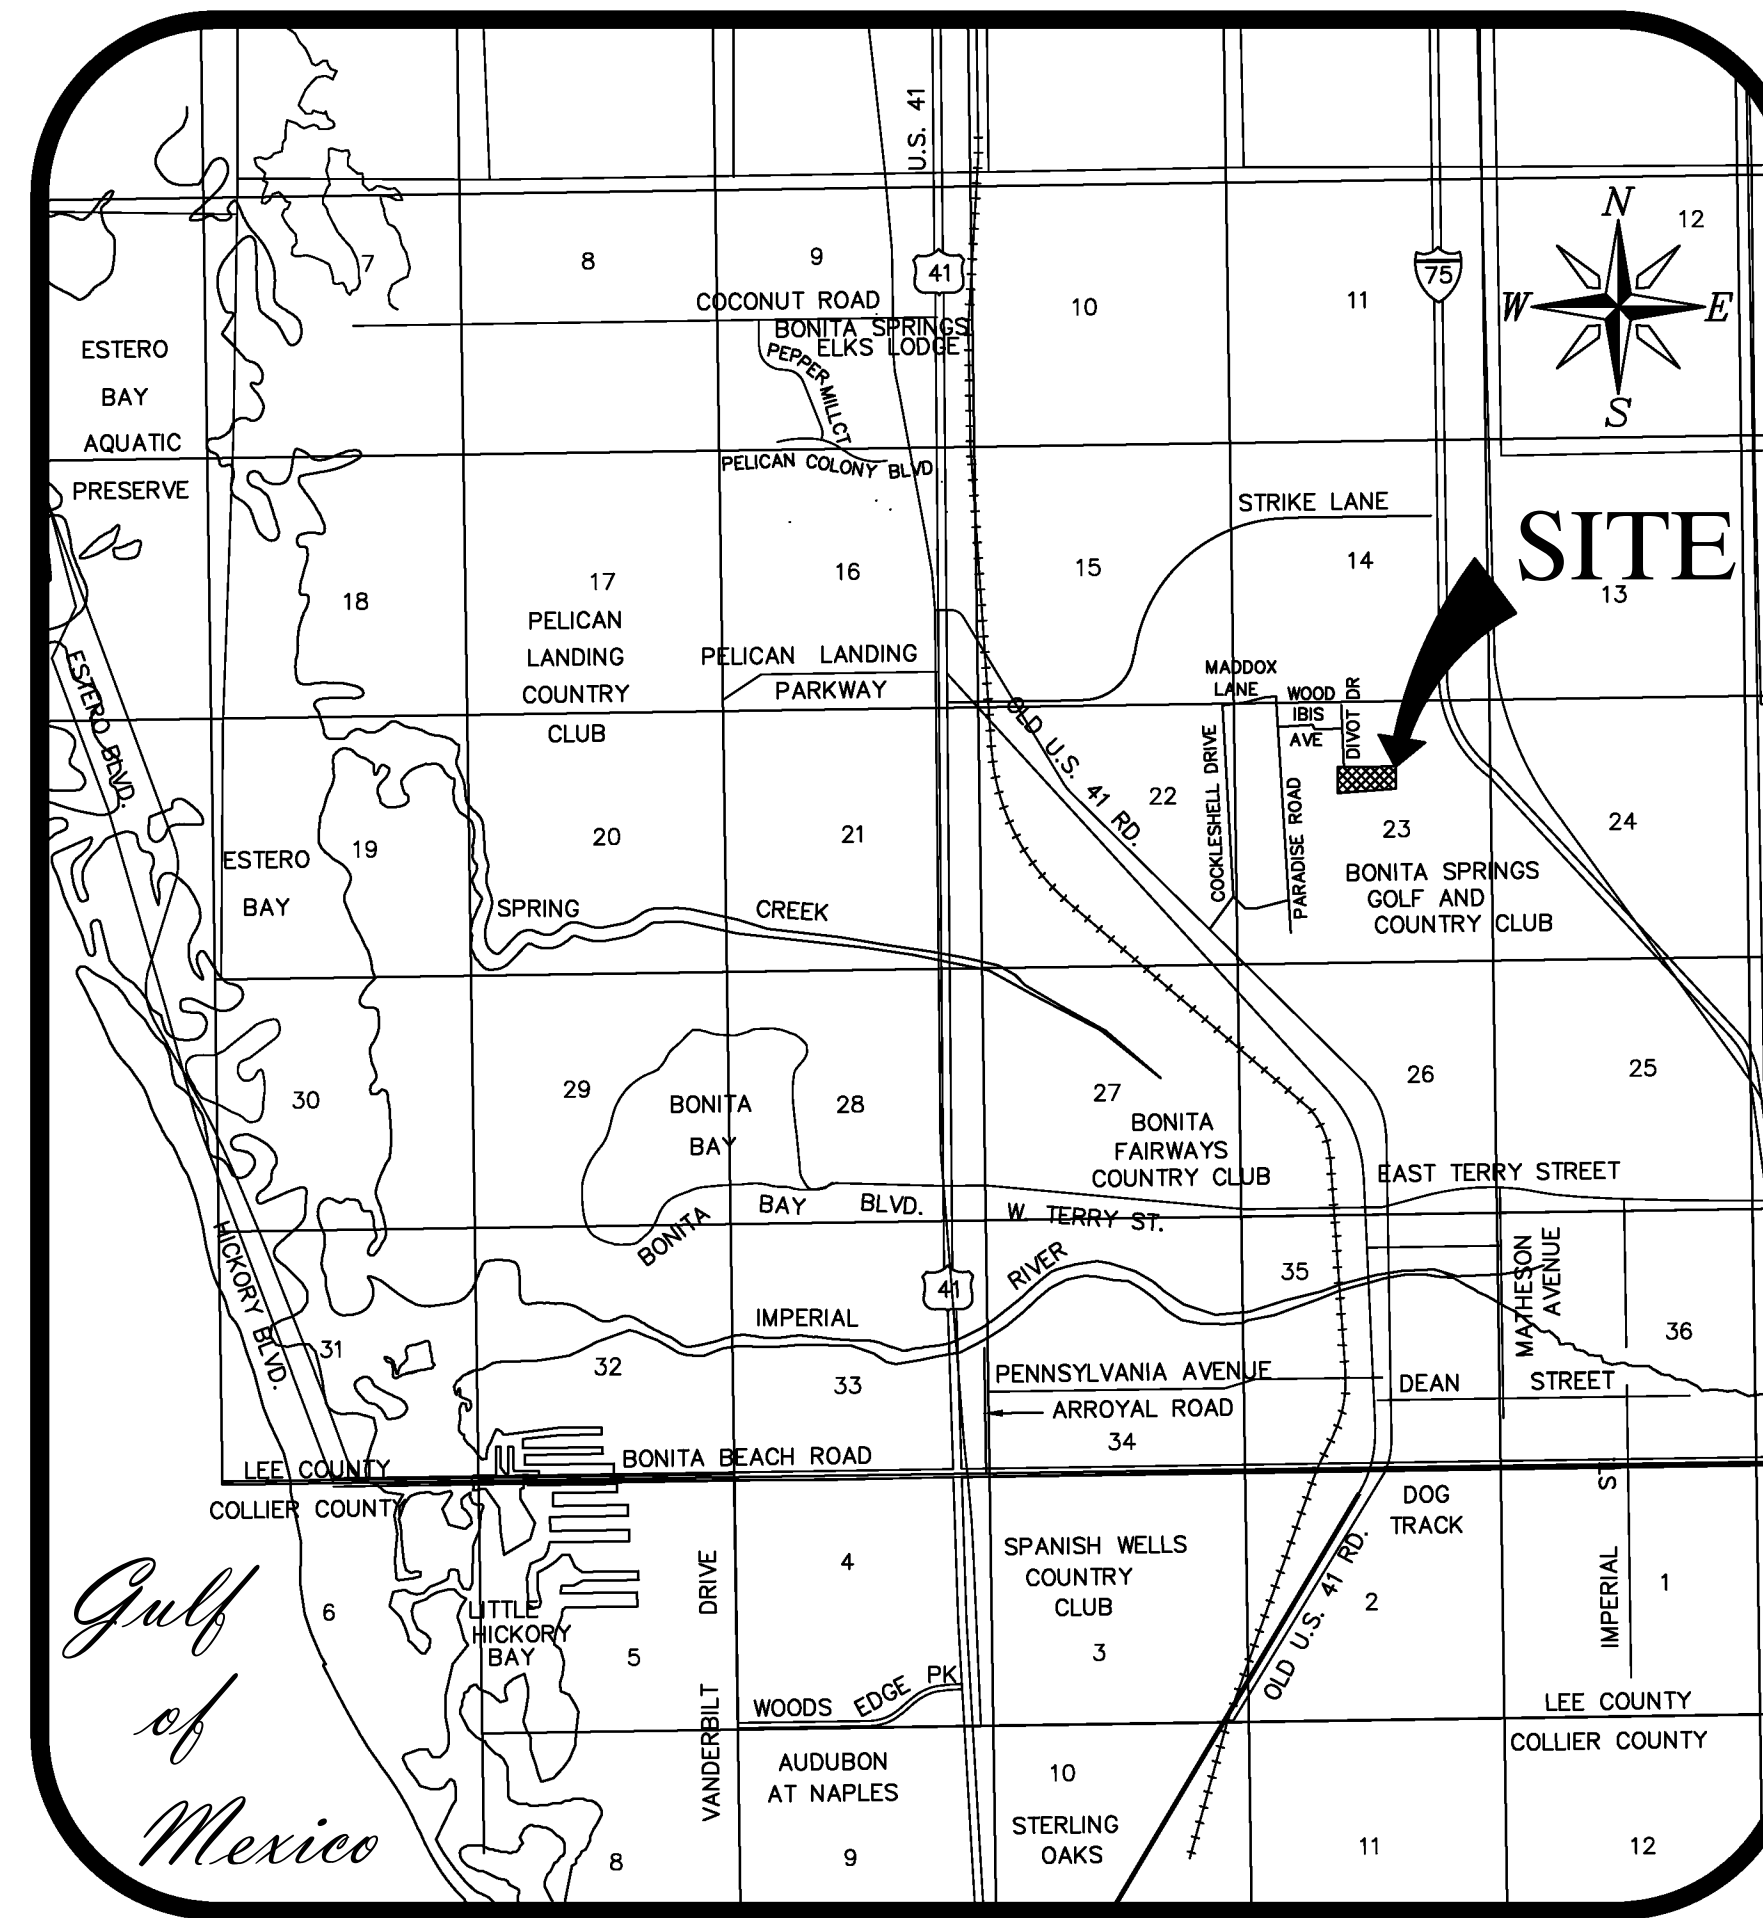 U.S. 41
N
12
7
8
9
41
75
COCONUT ROAD
10
11
W
E
BONITA SPRINGS
ELKS LODGE
ESTERO
BAY
AQUATIC
PRESERVE
PEPPER MILL CT
S
PELICAN COLONY BLVD
STRIKE LANE
SITE
18
17
16
15
14
13
PELICAN
LANDING
COUNTRY
CLUB
PELICAN LANDING
PARKWAY
MADDOX
LANE
WOOD
IBIS
AVE
DIVOT DR
ESTERO BLVD.
OLD U.S. 41 RD.
COCKLESHELL DRIVE
PARADISE ROAD
19
20
21
22
23
24
ESTERO
BAY
BONITA SPRINGS
GOLF AND
COUNTRY CLUB
SPRING CREEK
30
29
28
27
26
25
BONITA
BAY
BONITA
FAIRWAYS
COUNTRY CLUB
EAST TERRY STREET
BONITA BAY BLVD.
W. TERRY ST.
HICKORY BLVD.
41
RIVER
IMPERIAL
35
MATHESON
AVENUE
36
31
32
33
PENNSYLVANIA AVENUE
DEAN STREET
ARROYAL ROAD
34
BONITA BEACH ROAD
LEE COUNTY
COLLIER COUNTY
DOG
TRACK
IMPERIAL ST.
Gulf
of
Mexico
6
LITTLE
HICKORY
BAY
5
VANDERBILT DRIVE
4
SPANISH WELLS
COUNTRY
CLUB
3
OLD U.S. 41 RD.
2
1
WOODS EDGE PK
LEE COUNTY
COLLIER COUNTY
AUDUBON
AT NAPLES
10
STERLING
OAKS
8
9
11
12